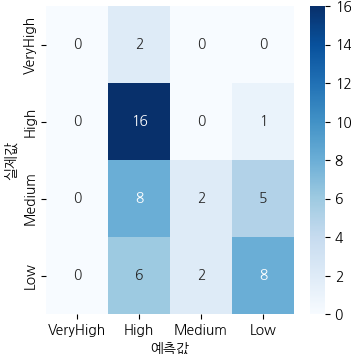 실제값
VeryHigh 0 2 0 0
High 0 16 0 1
Medium 0 8 2 5
Low 0 6 2 8
VeryHigh High Medium Low
예측값
16
14
12
10
8
6
4
2
0